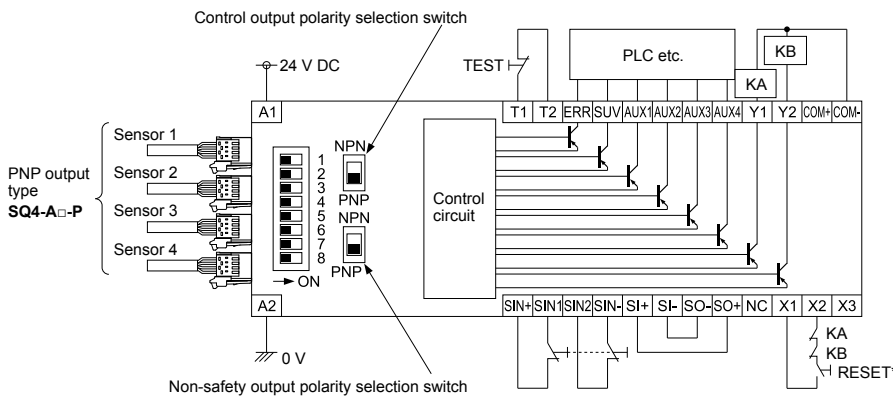 Control output polarity selection switch
24 V DC
TEST
PLC etc.
KA
KB
A1
T1 T2 ERR SUV AUX1 AUX2 AUX3 AUX4 Y1 Y2 COM+ COM-
PNP output
type
SQ4-A□-P
Sensor 1
Sensor 2
Sensor 3
Sensor 4
1
2
3
4
5
6
7
8
→ ON
NPN
PNP
NPN
PNP
Control
circuit
A2
SIN+ SIN1 SIN2 SIN- SI+ SI- SO- SO+ NC X1 X2 X3
0 V
KA
KB
RESET*
Non-safety output polarity selection switch